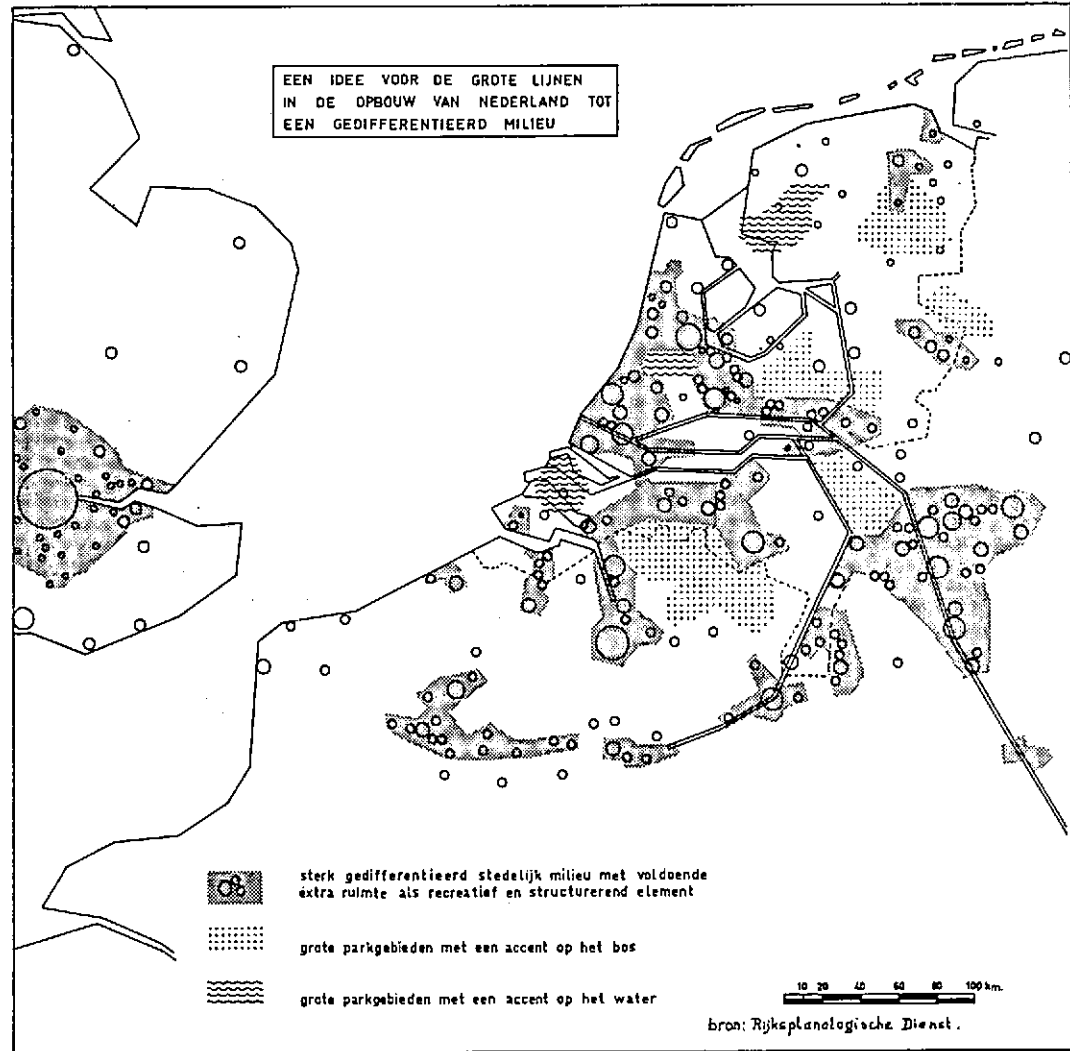 EEN IDEE VOOR DE GROTE LIJNEN
IN DE OPBOUW VAN NEDERLAND TOT
EEN GEDIFFERENTIEERD MILIEU
sterk gedifferentieerd stedelijk milieu met voldoende
éxtra ruimte als recreatief en structurerend element
grote parkgebieden met een accent op het bos
grote parkgebieden met een accent op het water
10 20 40 60 80 100 km.
bron: Rijksplanologische Dienst.